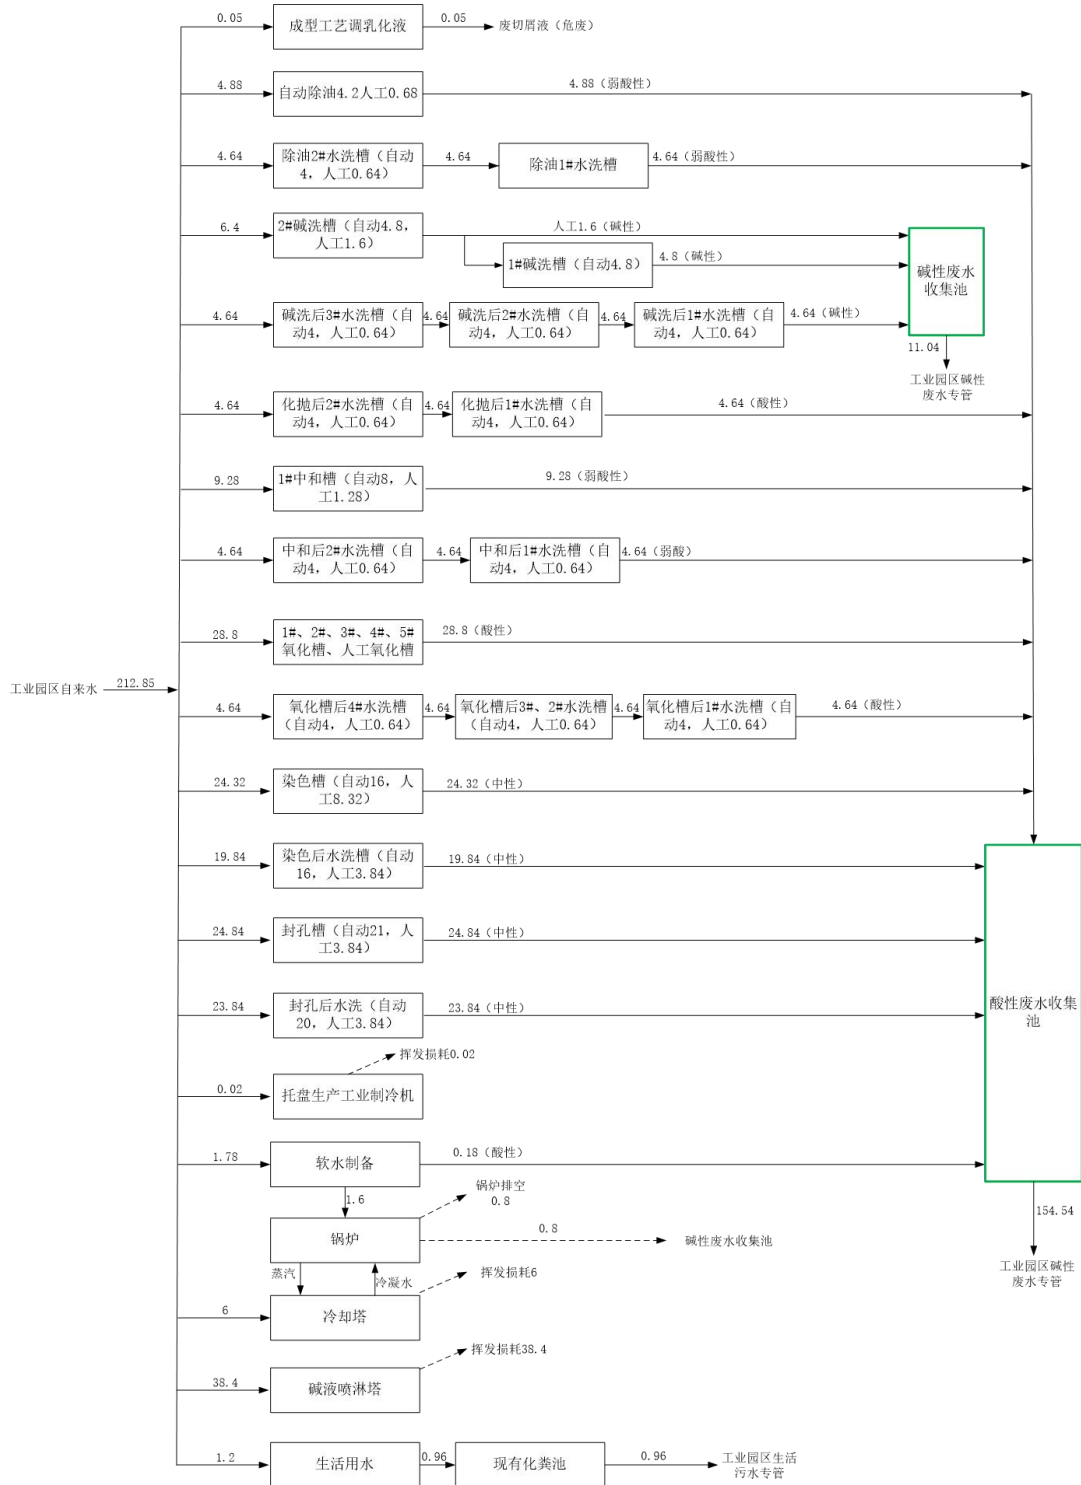 0.05
成型工艺调乳化液
0.05
废切屑液（危废）
4.88
自动除油4.2人工0.68
4.88（弱酸性）
4.64
除油2#水洗槽（自动
4，人工0.64）
4.64
除油1#水洗槽
4.64（弱酸性）
6.4
2#碱洗槽（自动4.8，
人工1.6）
人工1.6（碱性）
1#碱洗槽（自动4.8）
4.8（碱性）
碱性废水
收集池
4.64
碱洗后3#水洗槽（自
动4，人工0.64）
4.64
碱洗后2#水洗槽（自
动4，人工0.64）
4.64
碱洗后1#水洗槽（自
动4，人工0.64）
4.64（碱性）
11.04
工业园区碱性
废水专管
4.64
化抛后2#水洗槽（自
动4，人工0.64）
4.64
化抛后1#水洗槽（自
动4，人工0.64）
4.64（酸性）
9.28
1#中和槽（自动8，人
工1.28）
9.28（弱酸性）
4.64
中和后2#水洗槽（自
动4，人工0.64）
4.64
中和后1#水洗槽（自
动4，人工0.64）
4.64（弱酸）
28.8
1#、2#、3#、4#、5#
氧化槽、人工氧化槽
28.8（酸性）
工业园区自来水
212.85
4.64
氧化槽后4#水洗槽
（自动4，人工0.64）
4.64
氧化槽后3#、2#水洗槽
（自动4，人工0.64）
4.64
氧化槽后1#水洗槽（自
动4，人工0.64）
4.64（酸性）
24.32
染色槽（自动16，人
工8.32）
24.32（中性）
19.84
染色后水洗槽（自动
16，人工3.84）
19.84（中性）
24.84
封孔槽（自动21，人
工3.84）
24.84（中性）
23.84
封孔后水洗（自动
20，人工3.84）
23.84（中性）
酸性废水收集
池
挥发损耗0.02
0.02
托盘生产工业制冷机
1.78
软水制备
0.18（酸性）
1.6
锅炉排空
0.8
锅炉
0.8
碱性废水收集池
154.54
工业园区碱性
废水专管
蒸汽
冷凝水
挥发损耗6
6
冷却塔
挥发损耗38.4
38.4
碱液喷淋塔
1.2
生活用水
0.96
现有化粪池
0.96
工业园区生活
污水专管